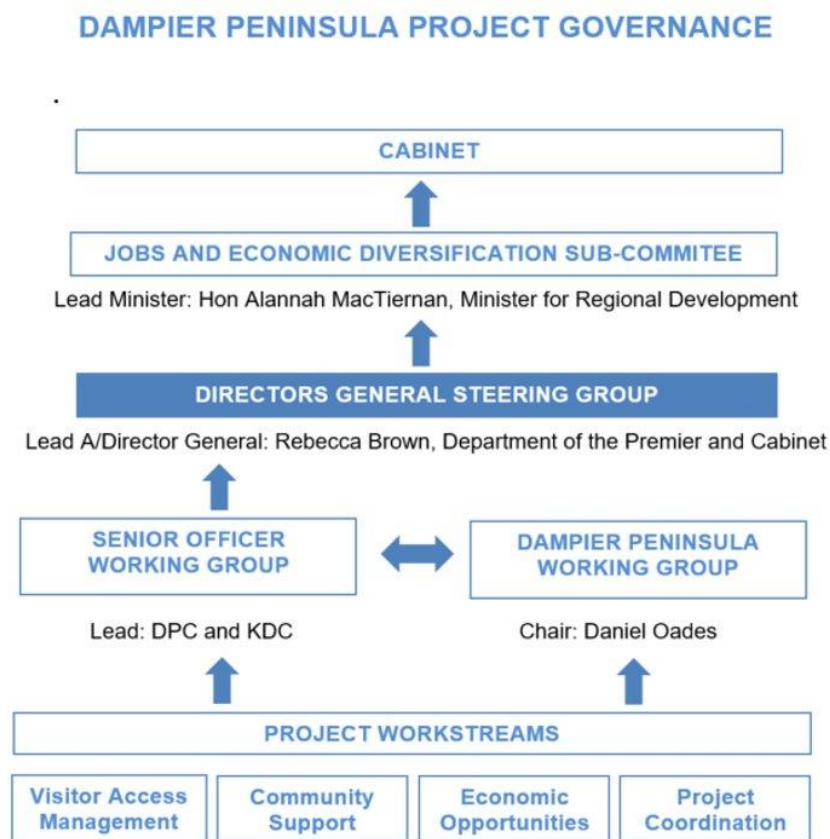 DAMPIER PENINSULA PROJECT GOVERNANCE
.
CABINET
JOBS AND ECONOMIC DIVERSIFICATION SUB-COMMITEE
Lead Minister: Hon Alannah MacTiernan, Minister for Regional Development
DIRECTORS GENERAL STEERING GROUP
Lead A/Director General: Rebecca Brown, Department of the Premier and Cabinet
SENIOR OFFICER
WORKING GROUP
DAMPIER PENINSULA
WORKING GROUP
Lead: DPC and KDC
Chair: Daniel Oades
PROJECT WORKSTREAMS
Visitor Access
Management
Community
Support
Economic
Opportunities
Project
Coordination